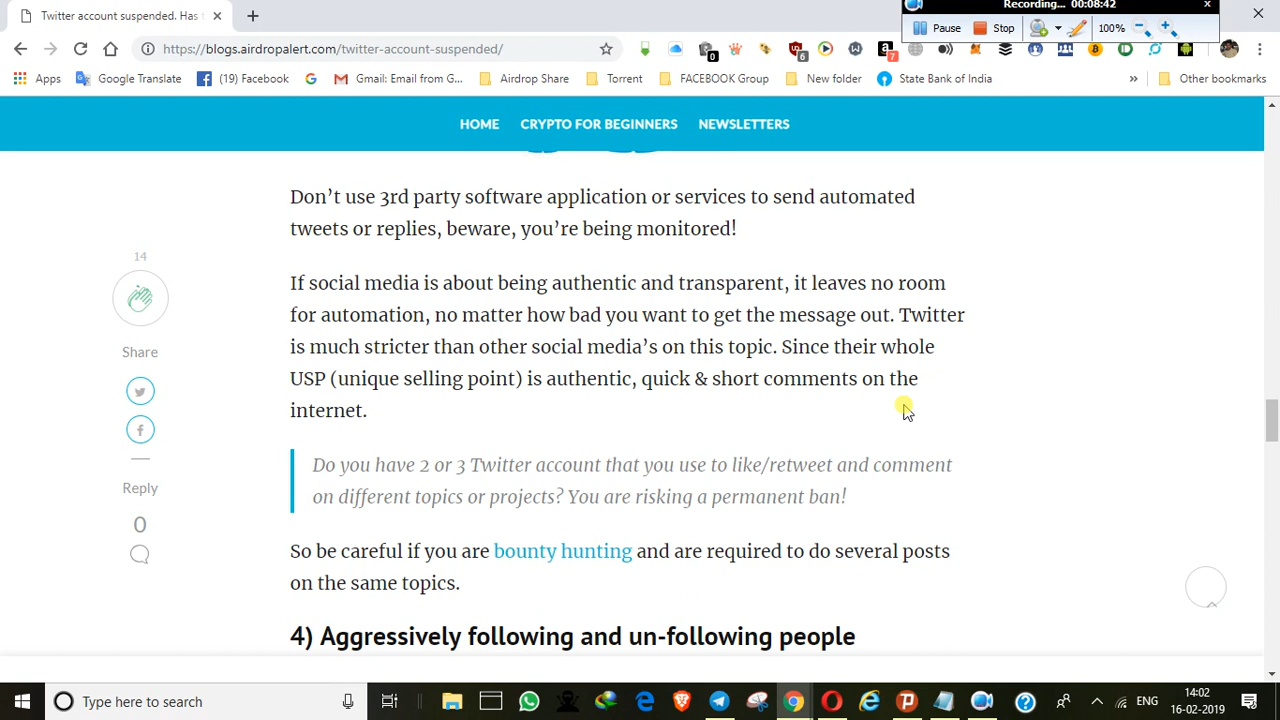 Recording... 00:08:42
Twitter account suspended. Has
Pause Stop 100%
https://blogs.airdropalert.com/twitter-account-suspended/
0 6 7
Apps Google Translate (19) Facebook Gmail: Email from G... Airdrop Share Torrent FACEBOOK Group New folder State Bank of India » Other bookmarks
HOME CRYPTO FOR BEGINNERS NEWSLETTERS
Don’t use 3rd party software application or services to send automated
tweets or replies, beware, you’re being monitored!
14
If social media is about being authentic and transparent, it leaves no room
for automation, no matter how bad you want to get the message out. Twitter
is much stricter than other social media’s on this topic. Since their whole
USP (unique selling point) is authentic, quick & short comments on the
internet.
Share
Do you have 2 or 3 Twitter account that you use to like/retweet and comment
on different topics or projects? You are risking a permanent ban!
Reply
0
So be careful if you are bounty hunting and are required to do several posts
on the same topics.
4) Aggressively following and un-following people
Type here to search
ENG
14:02
16-02-2019